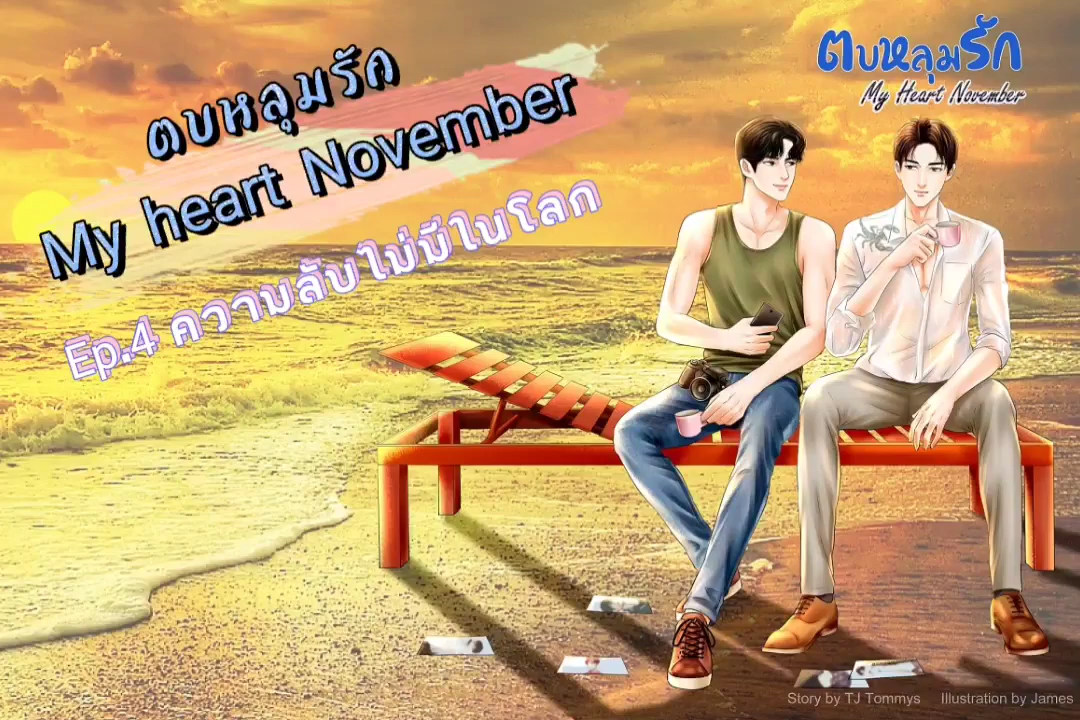 ตบหลุมรัก
My heart November
Ep.4 ความลับไม่มีในโลก
ตบหลุมรัก
My Heart November
Story by TJ Tommys
Illustration by James